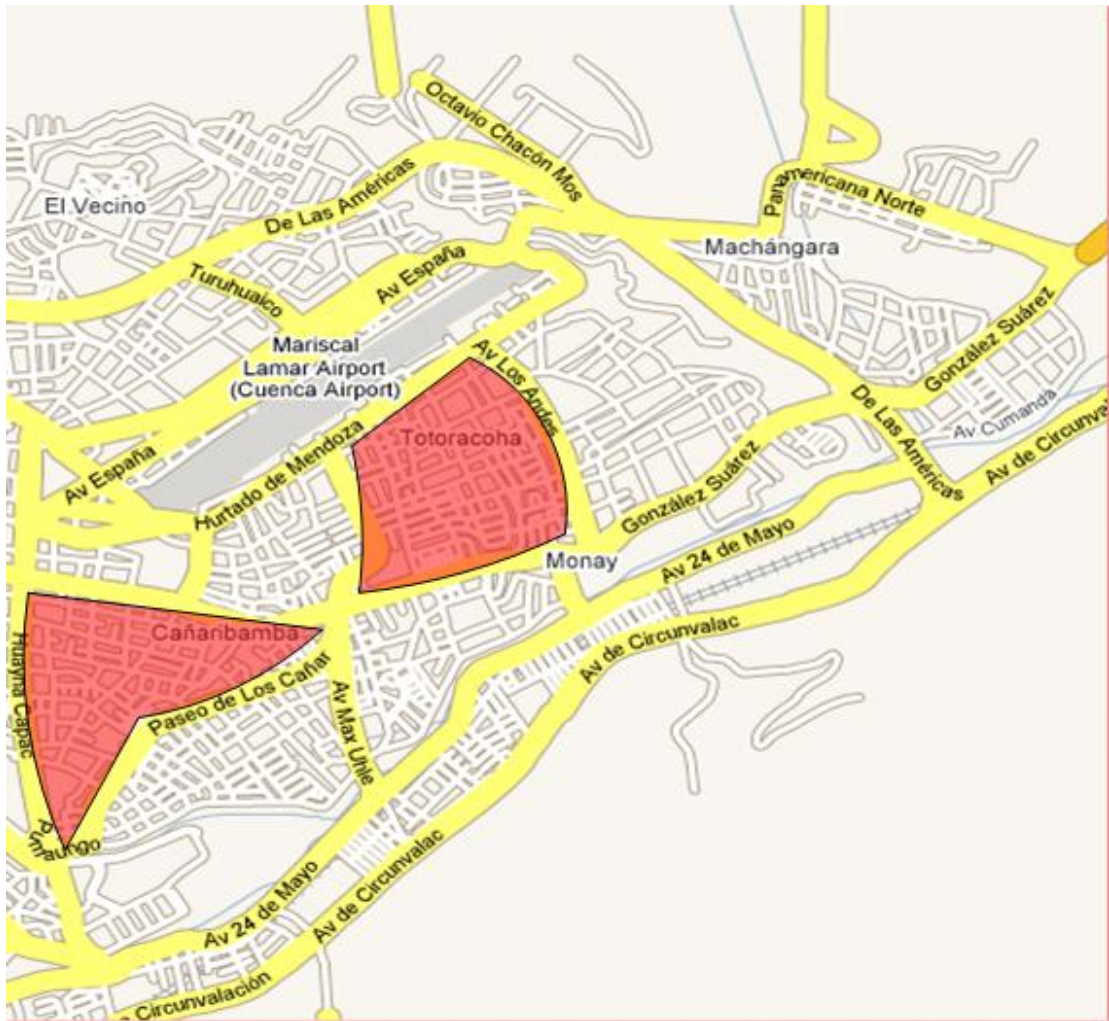 Octavio Chacón Mos
De Las Américas
El Vecino
Panamericana Norte
Machángara
Av España
Turuhuaico
González Suárez
Mariscal
Lamar Airport
(Cuenca Airport)
Av Los Andes
De Las Américas
Av Cumanda
Av de Circunval
Totoracoha
Hurtado de Mendoza
Av España
González Suárez
Monay
Av 24 de Mayo
Cañaribamba
Av de Circunvalac
Huayna Capac
Paseo de Los Cañar
Av Max Uhle
Pumapungo
Av 24 de Mayo
Av de Circunvalac
Circunvalación